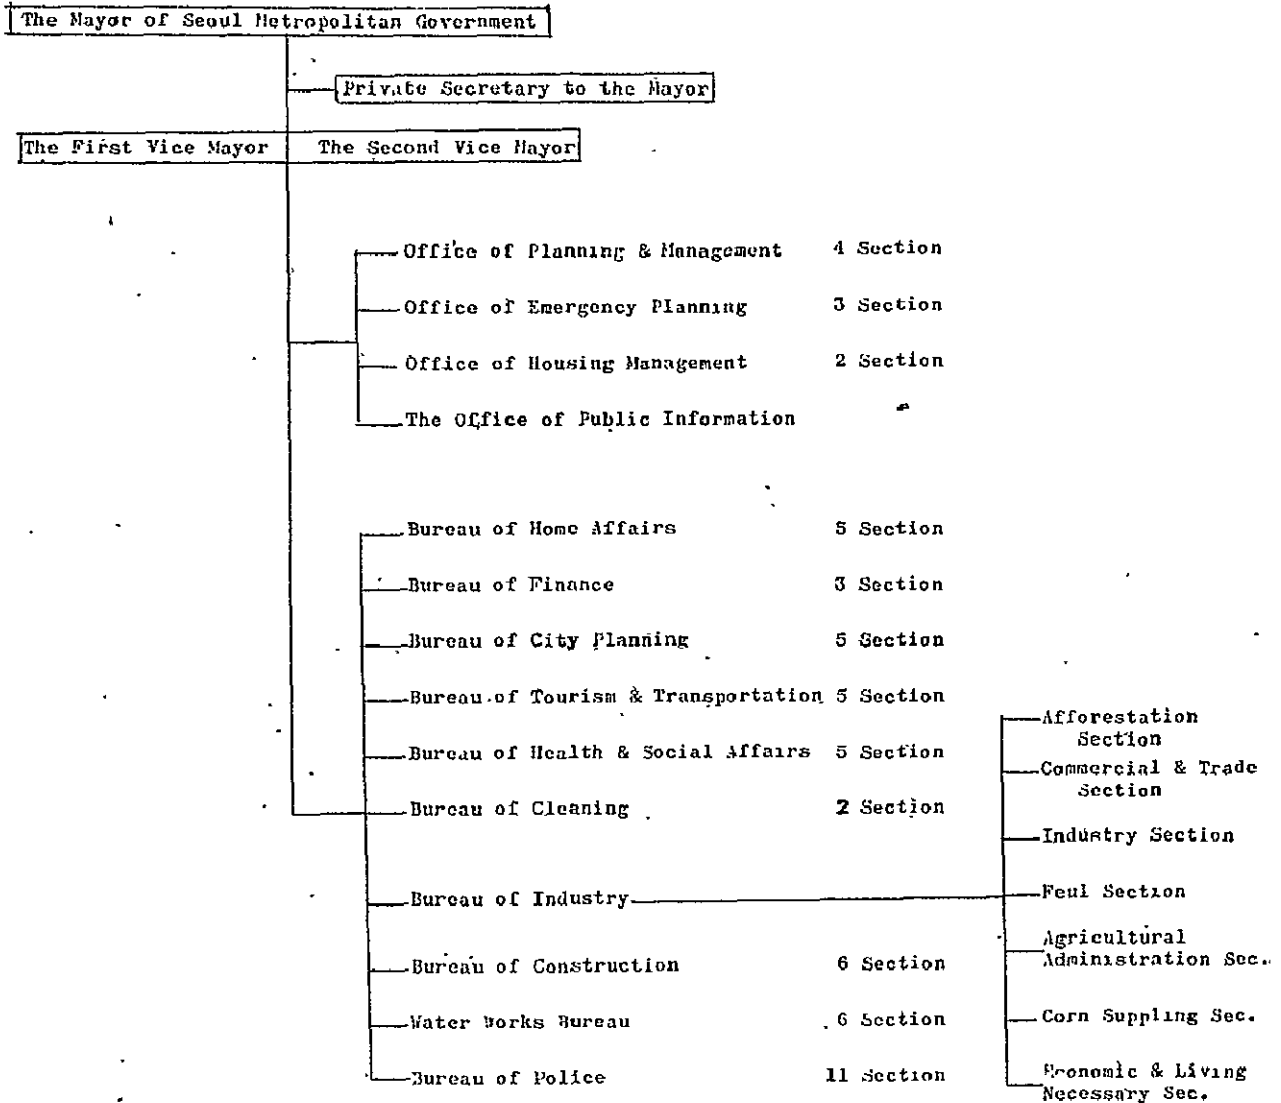 The Mayor of Seoul Metropolitan Government
Private Secretary to the Mayor
The First Vice Mayor The Second Vice Mayor
Office of Planning & Management 4 Section
Office of Emergency Planning 3 Section
Office of Housing Management 2 Section
The Office of Public Information
Bureau of Home Affairs 5 Section
Bureau of Finance 3 Section
Bureau of City Planning 5 Section
Bureau of Tourism & Transportation 5 Section
Bureau of Health & Social Affairs 5 Section
Bureau of Cleaning 2 Section
Bureau of Industry
Bureau of Construction 6 Section
Water Works Bureau 6 Section
Bureau of Police 11 Section
Afforestation
Section
Commercial & Trade
Section
Industry Section
Feul Section
Agricultural
Administration Sec.
Corn Suppling Sec.
Economic & Living
Necessary Sec.